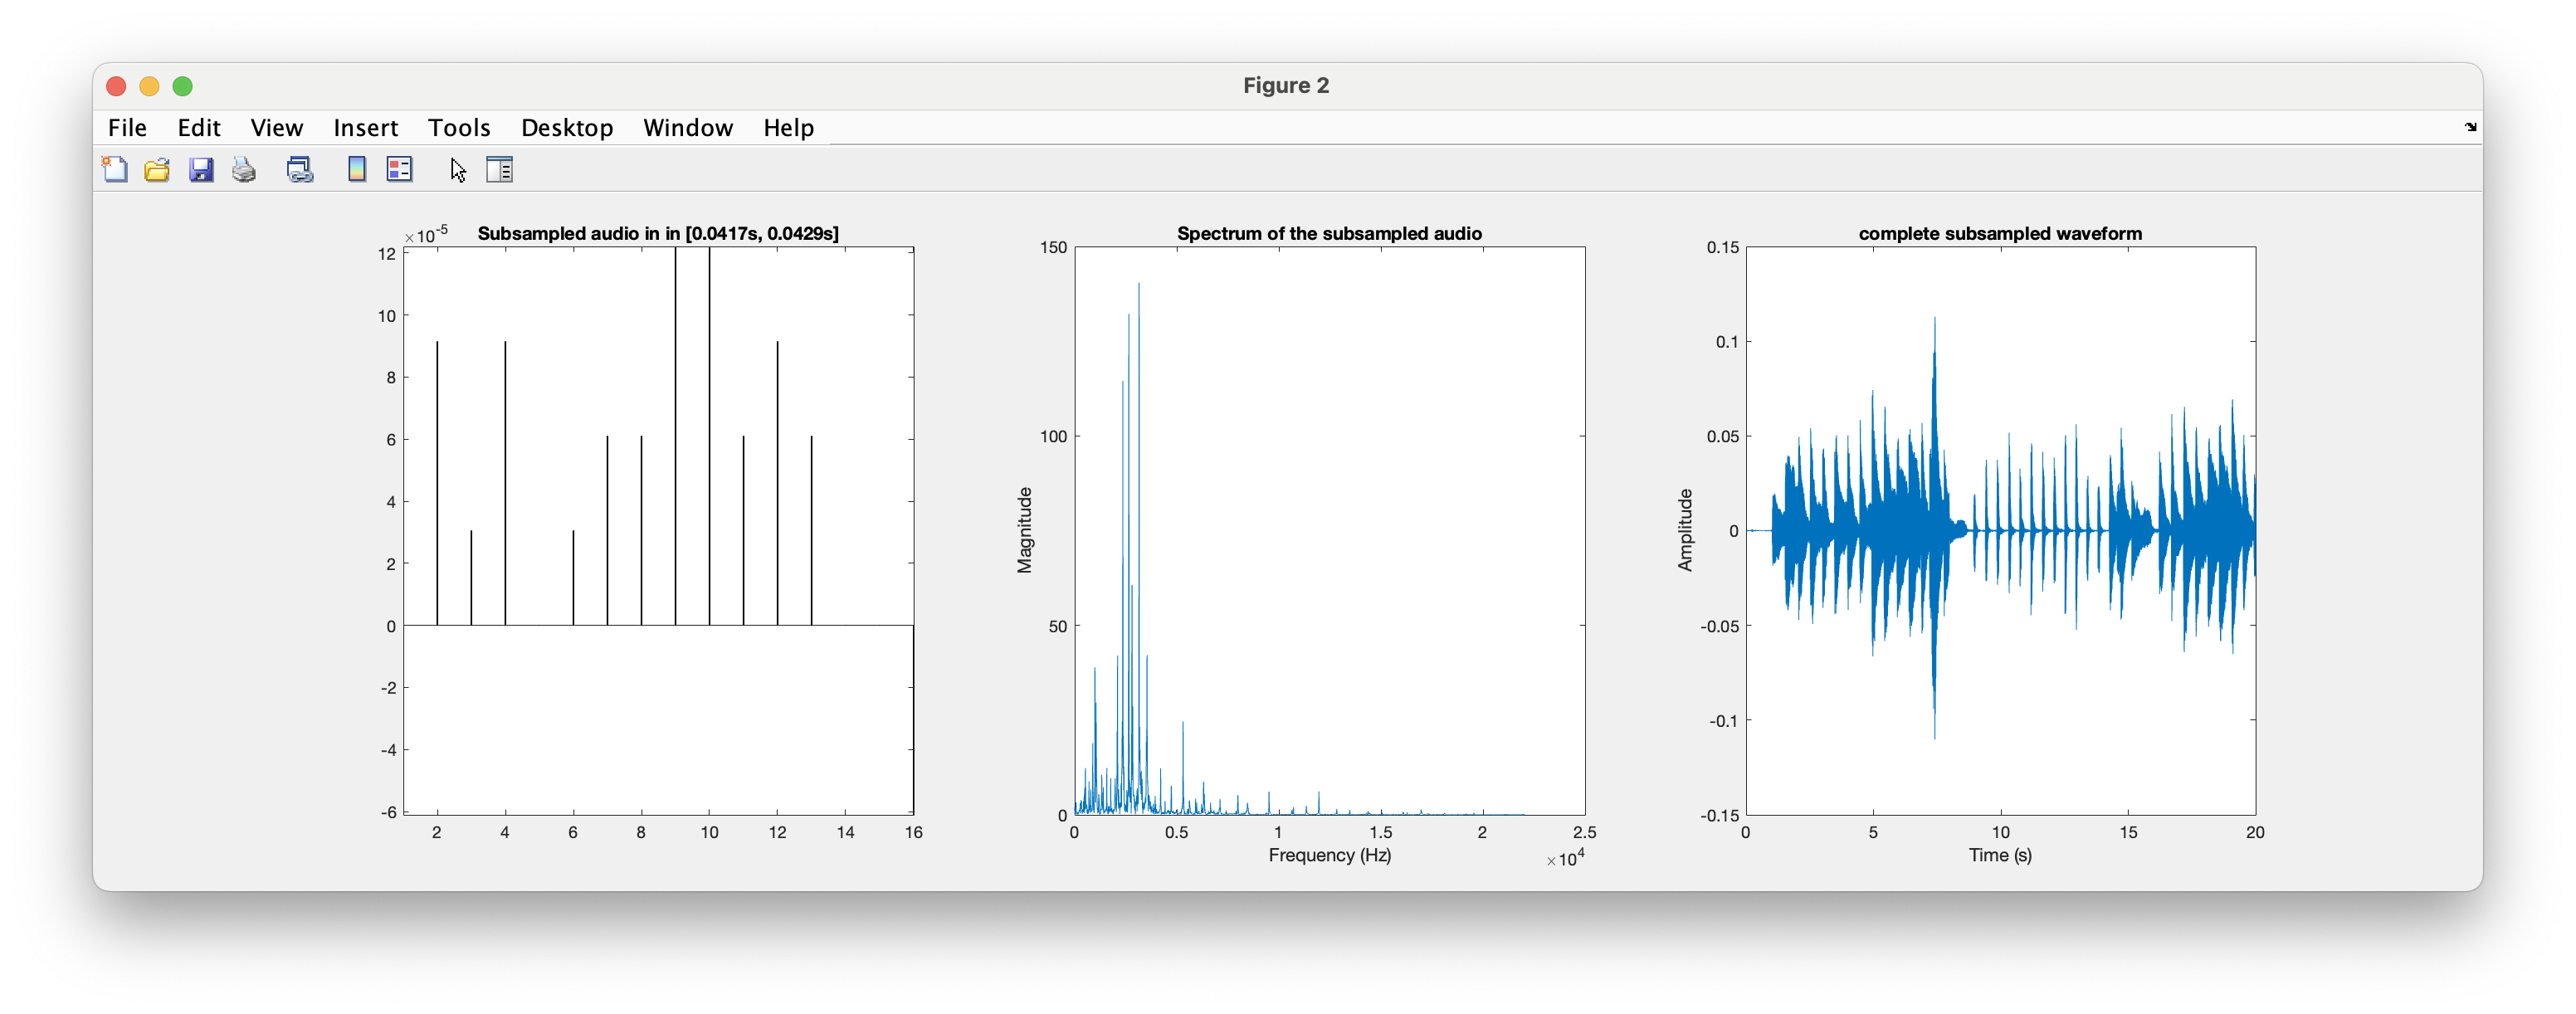 Figure 2
File Edit View Insert Tools Desktop Window Help
×10⁻⁵
Subsampled audio in in [0.0417s, 0.0429s]
12
10
8
6
4
2
0
-2
-4
-6
2 4 6 8 10 12 14 16
Spectrum of the subsampled audio
150
100
50
0
Magnitude
0 0.5 1 1.5 2 2.5
Frequency (Hz)
×10⁴
complete subsampled waveform
0.15
0.1
0.05
0
-0.05
-0.1
-0.15
Amplitude
0 5 10 15 20
Time (s)